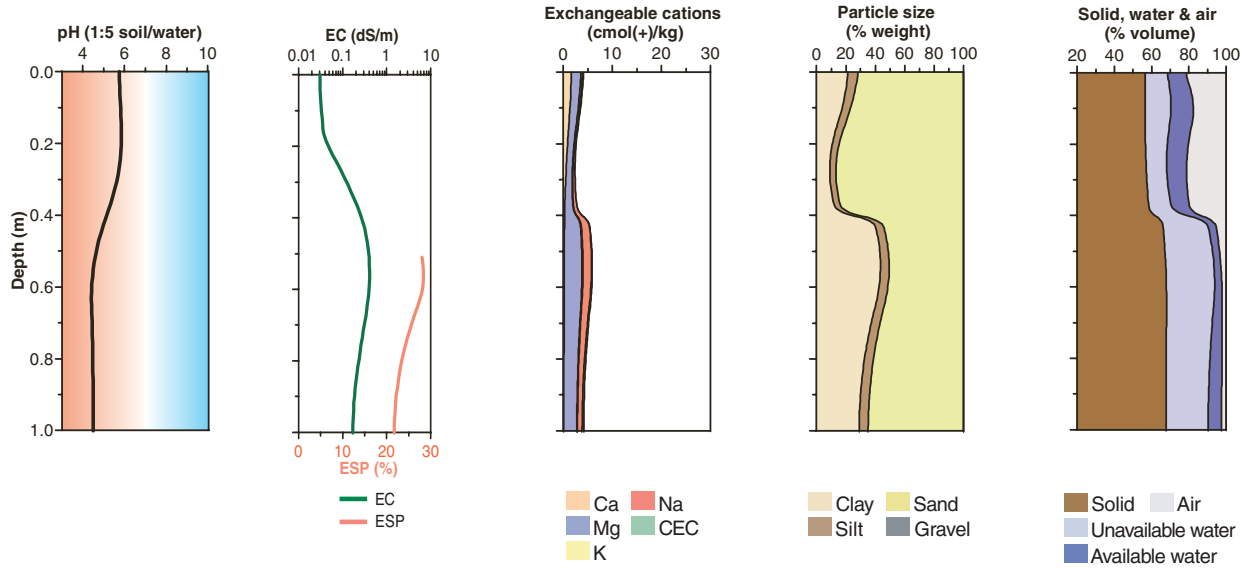 pH (1:5 soil/water)
4 6 8 10
Depth (m)
0.0
0.2
0.4
0.6
0.8
1.0
EC (dS/m)
0.01 0.1 1 10
0 10 20 30
ESP (%)
EC
ESP
Exchangeable cations
(cmol(+)/kg)
0 10 20 30
Ca Na
Mg CEC
K
Particle size
(% weight)
0 20 40 60 80 100
Clay Sand
Silt Gravel
Solid, water & air
(% volume)
20 40 60 80 100
Solid Air
Unavailable water
Available water